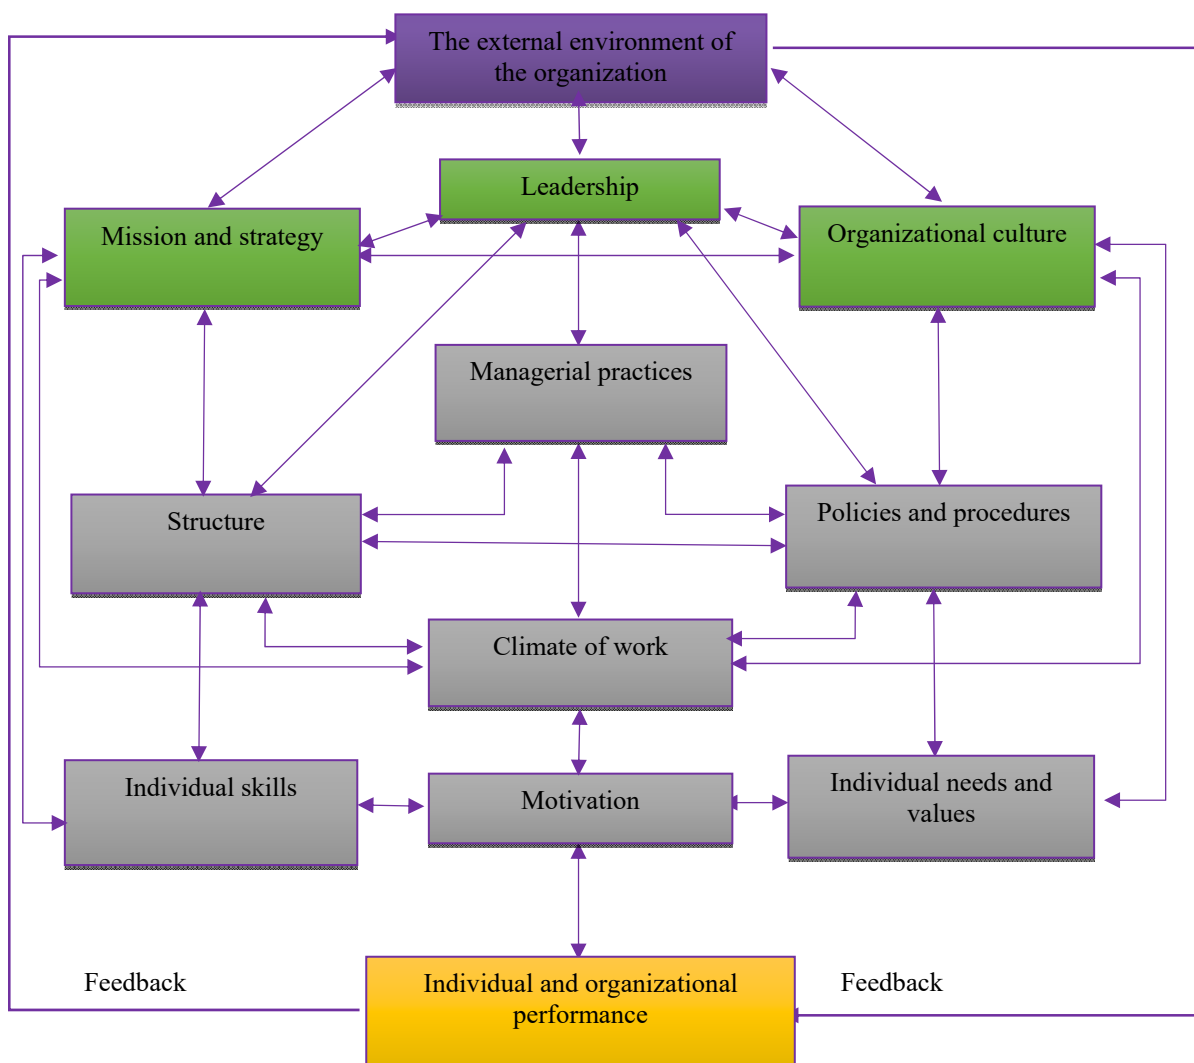 The external environment of
the organization
Leadership
Mission and strategy
Organizational culture
Managerial practices
Structure
Policies and procedures
Climate of work
Individual skills
Motivation
Individual needs and
values
Feedback
Individual and organizational
performance
Feedback